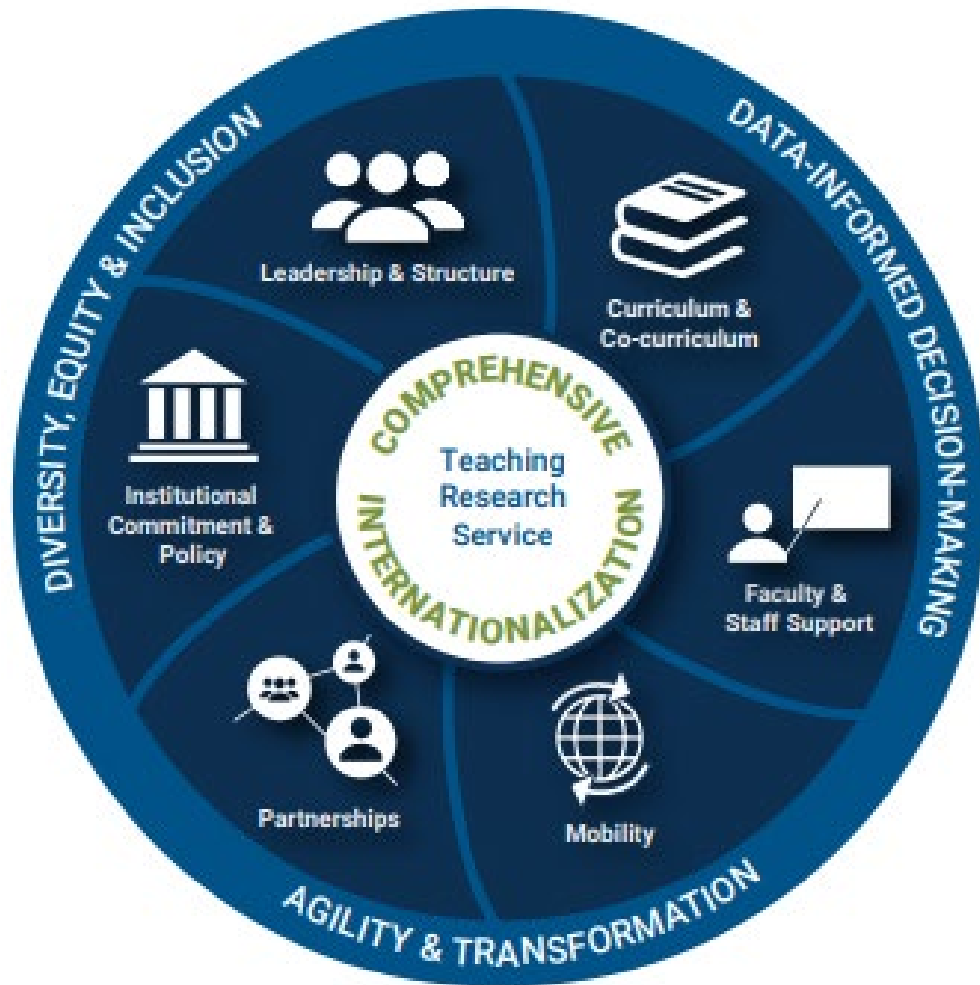 DIVERSITY, EQUITY & INCLUSION
DATA-INFORMED DECISION-MAKING
AGILITY & TRANSFORMATION
Leadership & Structure
Curriculum &
Co-curriculum
Institutional
Commitment &
Policy
Faculty &
Staff Support
Partnerships
Mobility
COMPREHENSIVE
Teaching
Research
Service
INTERNATIONALIZATION